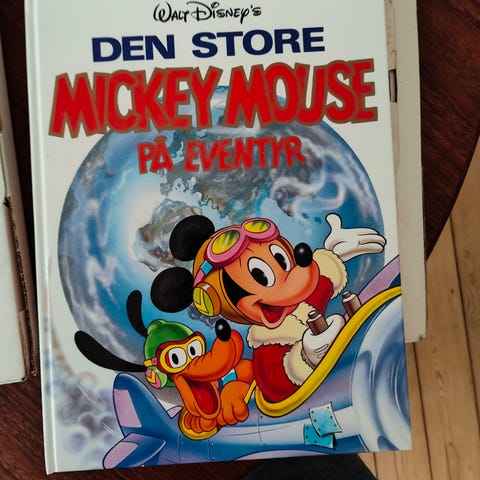 Walt Disney's
DEN STORE
MICKEY MOUSE
PÅ EVENTYR